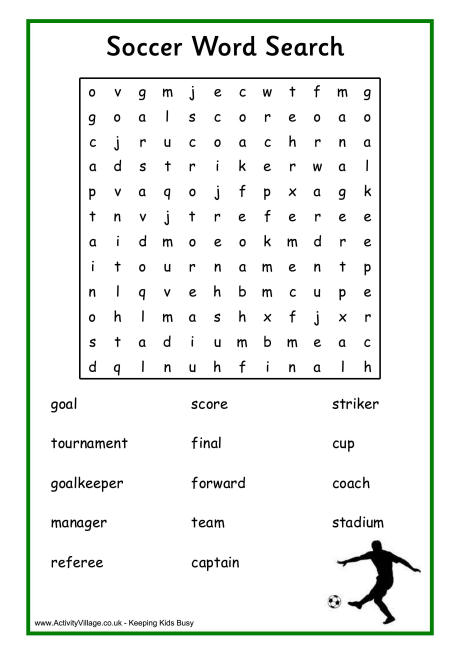 Soccer Word Search
o v g m j e c w t f m g
g o a l s c o r e o a o
c j r u c o a c h r n a
a d s t r i k e r w a l
p v a q o j f p x a g k
t n v j t r e f e r e e
a i d m o e o k m d r e
i t o u r n a m e n t p
n l q v e h b m c u p e
o h l m a s h x f j x r
s t a d i u m b m e a c
d q l n u h f i n a l h
goal score striker
tournament final cup
goalkeeper forward coach
manager team stadium
referee captain
www.ActivityVillage.co.uk - Keeping Kids Busy